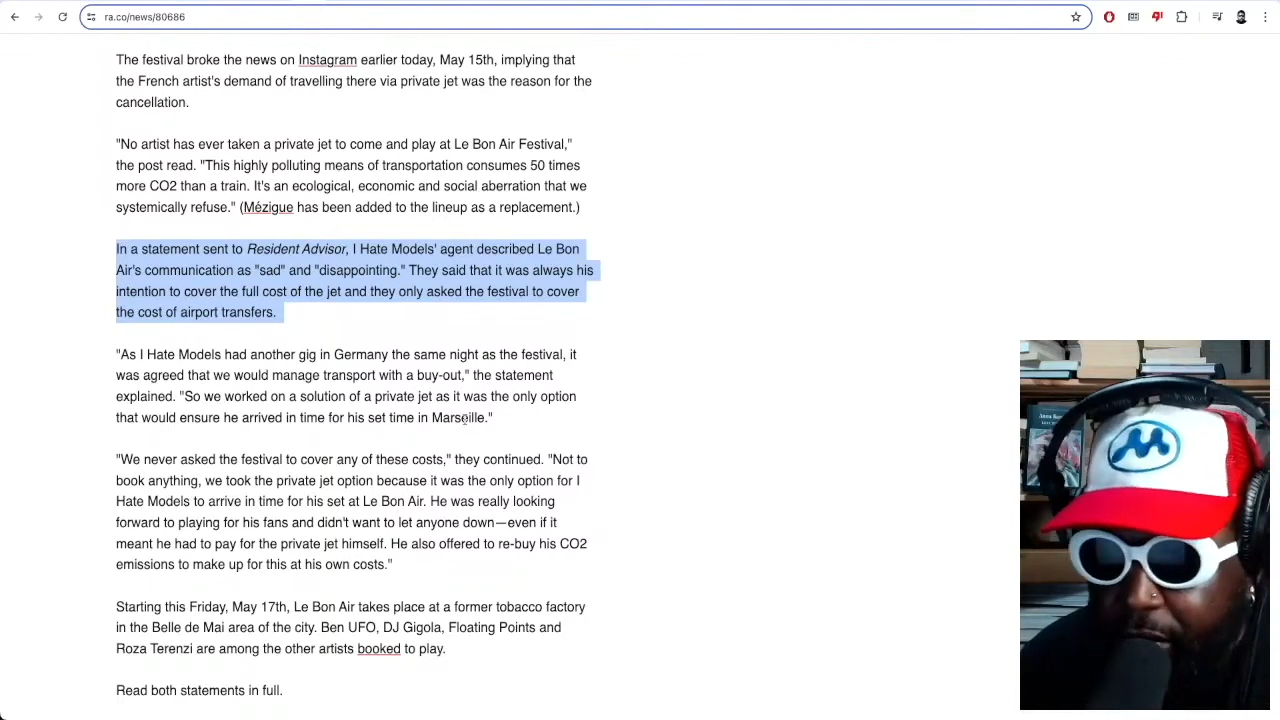 ra.co/news/80686
The festival broke the news on Instagram earlier today, May 15th, implying that
the French artist's demand of travelling there via private jet was the reason for the
cancellation.
"No artist has ever taken a private jet to come and play at Le Bon Air Festival,"
the post read. "This highly polluting means of transportation consumes 50 times
more CO2 than a train. It's an ecological, economic and social aberration that we
systemically refuse." (Mézigue has been added to the lineup as a replacement.)
In a statement sent to Resident Advisor, I Hate Models' agent described Le Bon
Air's communication as "sad" and "disappointing." They said that it was always his
intention to cover the full cost of the jet and they only asked the festival to cover
the cost of airport transfers.
"As I Hate Models had another gig in Germany the same night as the festival, it
was agreed that we would manage transport with a buy-out," the statement
explained. "So we worked on a solution of a private jet as it was the only option
that would ensure he arrived in time for his set time in Marseille."
"We never asked the festival to cover any of these costs," they continued. "Not to
book anything, we took the private jet option because it was the only option for I
Hate Models to arrive in time for his set at Le Bon Air. He was really looking
forward to playing for his fans and didn't want to let anyone down—even if it
meant he had to pay for the private jet himself. He also offered to re-buy his CO2
emissions to make up for this at his own costs."
Starting this Friday, May 17th, Le Bon Air takes place at a former tobacco factory
in the Belle de Mai area of the city. Ben UFO, DJ Gigola, Floating Points and
Roza Terenzi are among the other artists booked to play.
Read both statements in full.
M